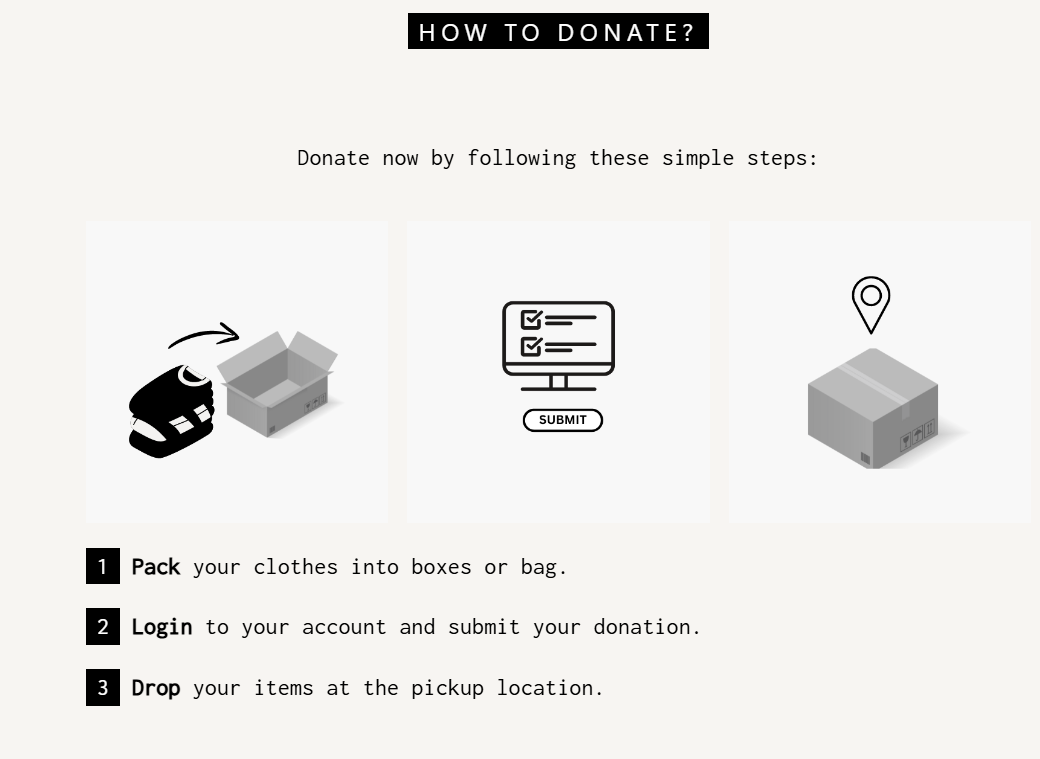 HOW TO DONATE?
Donate now by following these simple steps:
SUBMIT
1 Pack your clothes into boxes or bag.
2 Login to your account and submit your donation.
3 Drop your items at the pickup location.